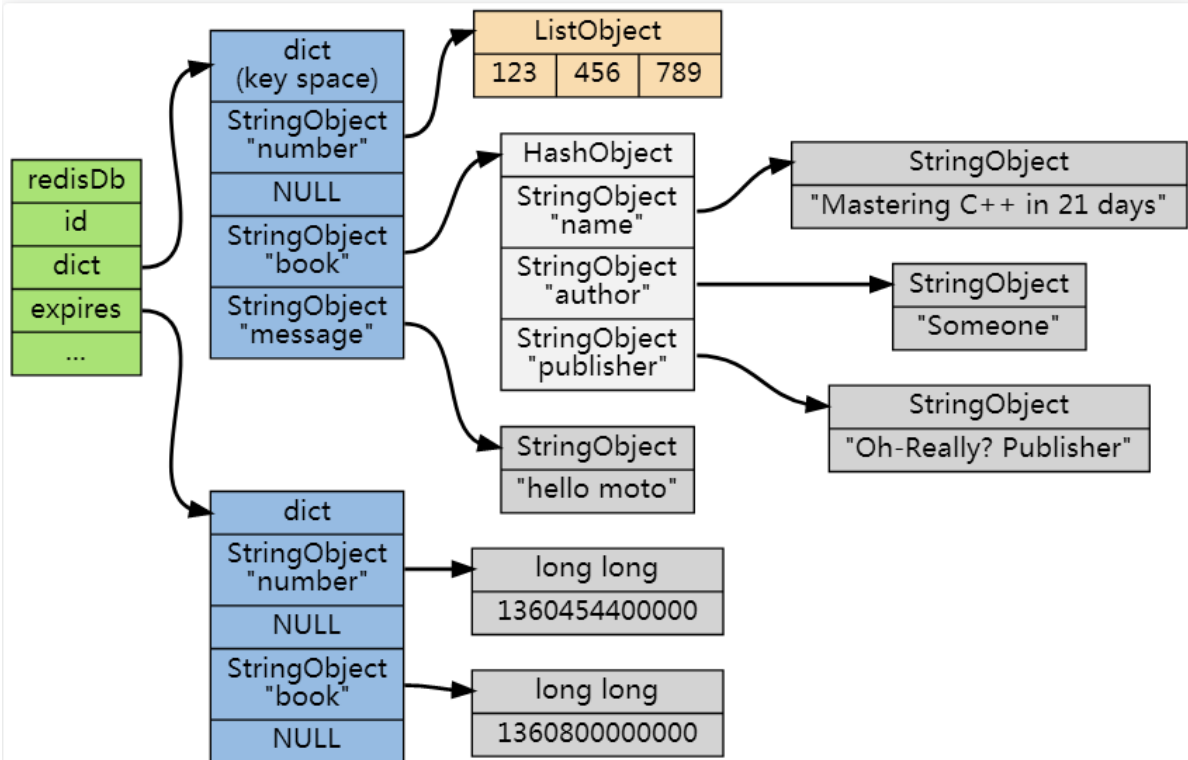 redisDb
id
dict
expires
...
dict
(key space)
StringObject
"number"
NULL
StringObject
"book"
StringObject
"message"
ListObject
123 456 789
HashObject
StringObject
"name"
StringObject
"author"
StringObject
"publisher"
StringObject
"Mastering C++ in 21 days"
StringObject
"Someone"
StringObject
"Oh-Really? Publisher"
StringObject
"hello moto"
dict
StringObject
"number"
NULL
StringObject
"book"
NULL
long long
1360454400000
long long
1360800000000